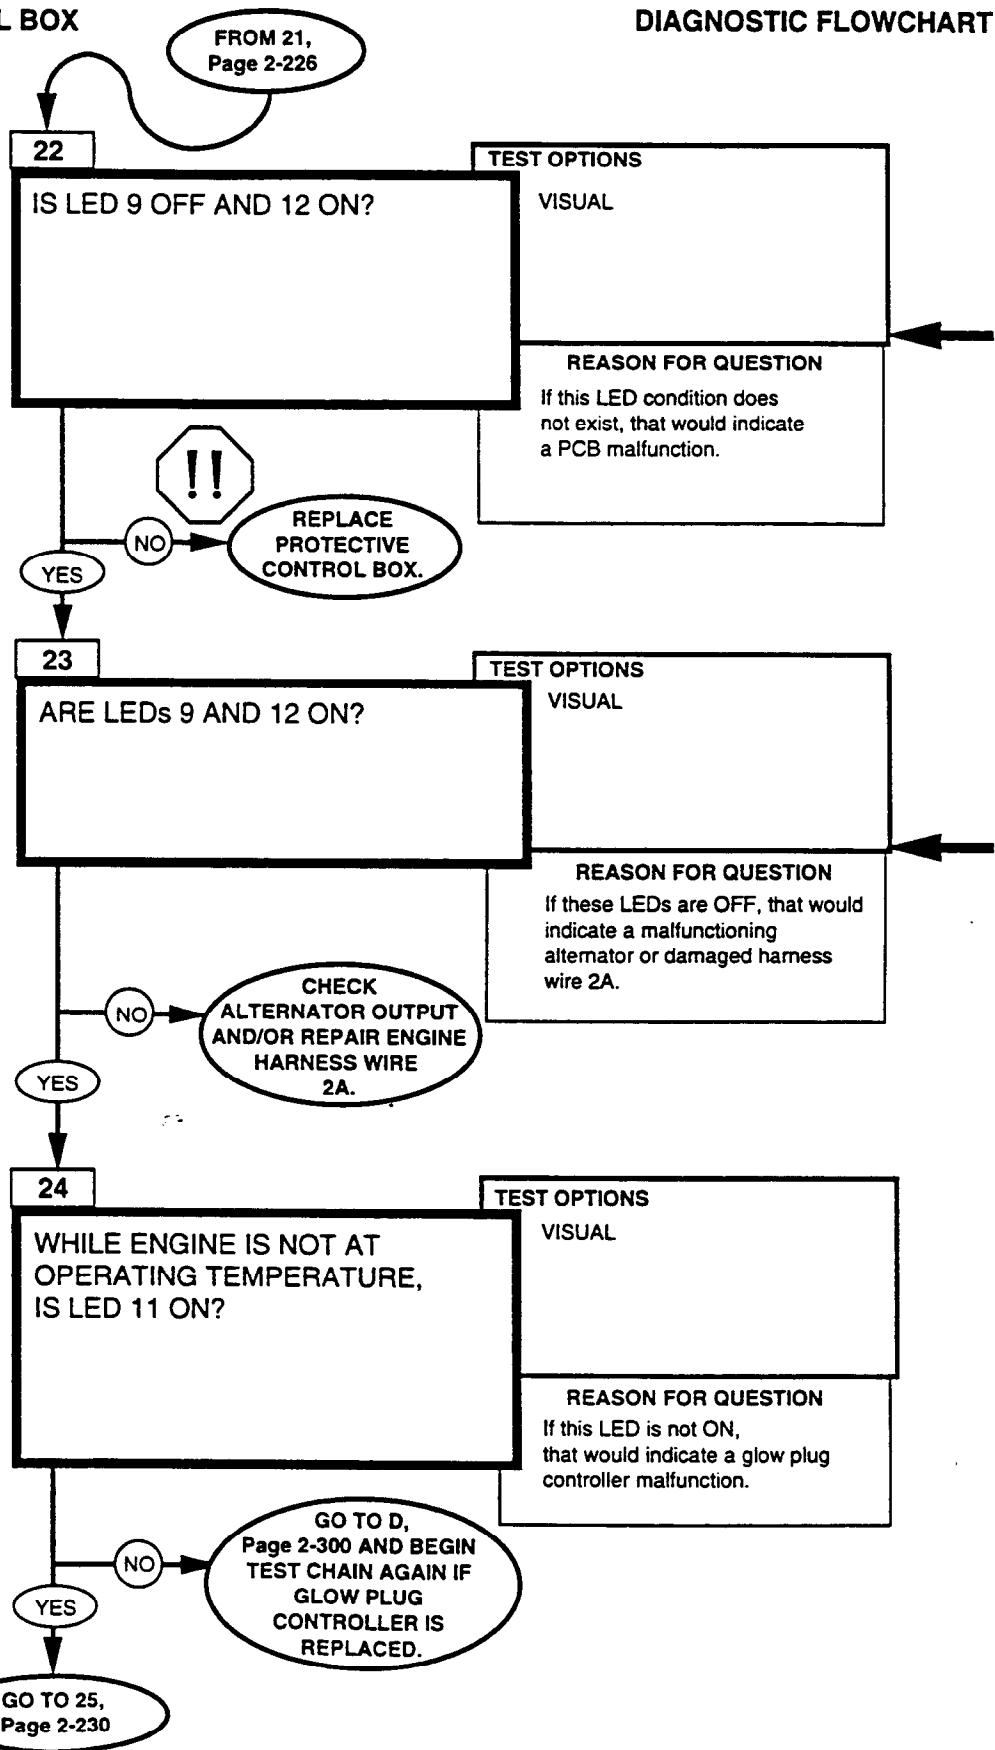 L BOX
DIAGNOSTIC FLOWCHART
FROM 21,
Page 2-226
22
IS LED 9 OFF AND 12 ON?
TEST OPTIONS
VISUAL
REASON FOR QUESTION
If this LED condition does
not exist, that would indicate
a PCB malfunction.
!!
NO
REPLACE
PROTECTIVE
CONTROL BOX.
YES
23
ARE LEDs 9 AND 12 ON?
TEST OPTIONS
VISUAL
REASON FOR QUESTION
If these LEDs are OFF, that would
indicate a malfunctioning
alternator or damaged harness
wire 2A.
NO
CHECK
ALTERNATOR OUTPUT
AND/OR REPAIR ENGINE
HARNESS WIRE
2A.
YES
24
WHILE ENGINE IS NOT AT
OPERATING TEMPERATURE,
IS LED 11 ON?
TEST OPTIONS
VISUAL
REASON FOR QUESTION
If this LED is not ON,
that would indicate a glow plug
controller malfunction.
NO
GO TO D,
Page 2-300 AND BEGIN
TEST CHAIN AGAIN IF
GLOW PLUG
CONTROLLER IS
REPLACED.
YES
GO TO 25,
Page 2-230